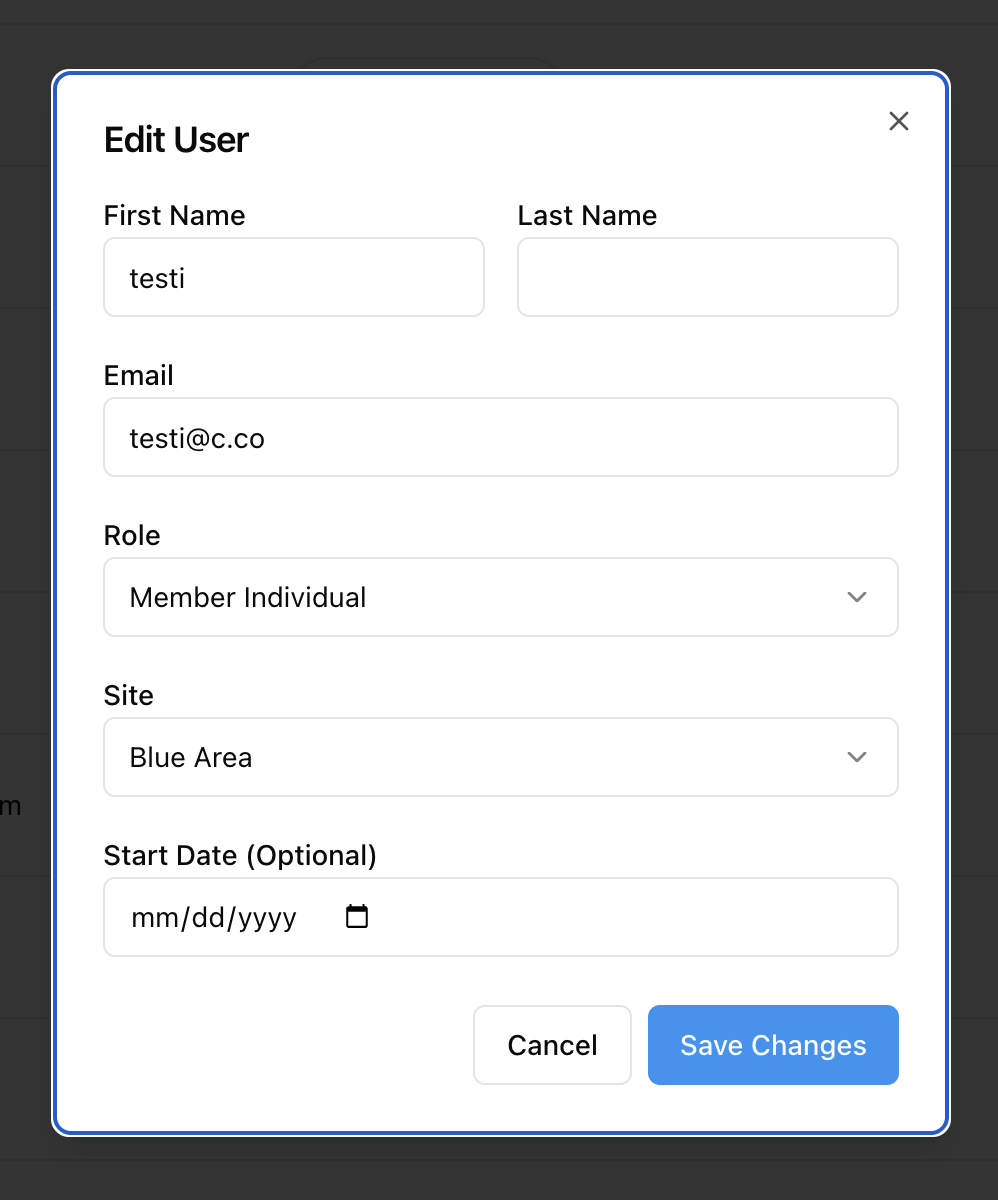 Edit User
First Name Last Name
testi
Email
testi@c.co
Role
Member Individual
Site
Blue Area
m
Start Date (Optional)
mm/dd/yyyy
Cancel Save Changes